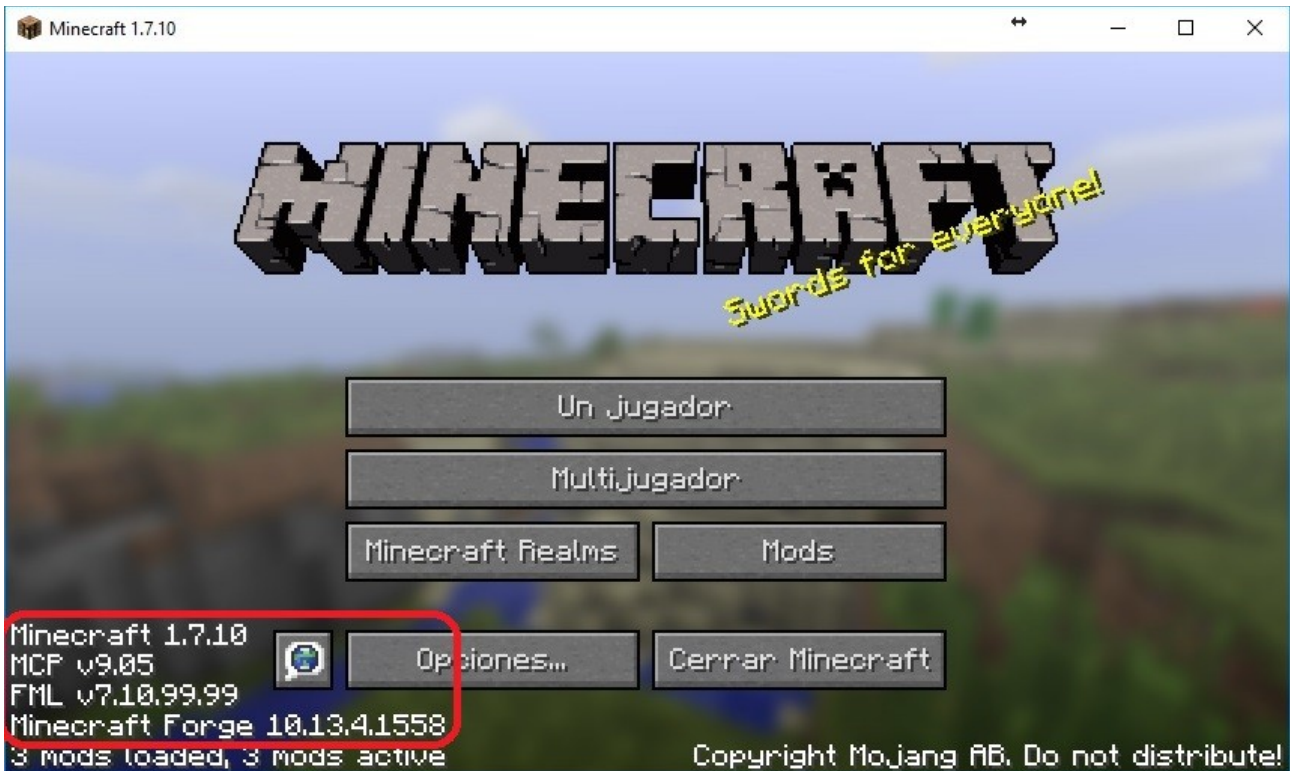 Minecraft 1.7.10
MINECRAFT
Swords for everyone!
Un jugador
Multijugador
Minecraft Realms
Mods
Minecraft 1.7.10
MCP v9.05
FML v7.10.99.99
Minecraft Forge 10.13.4.1558
3 mods loaded, 3 mods active
Opciones...
Cerrar Minecraft
Copyright Mojang AB. Do not distribute!